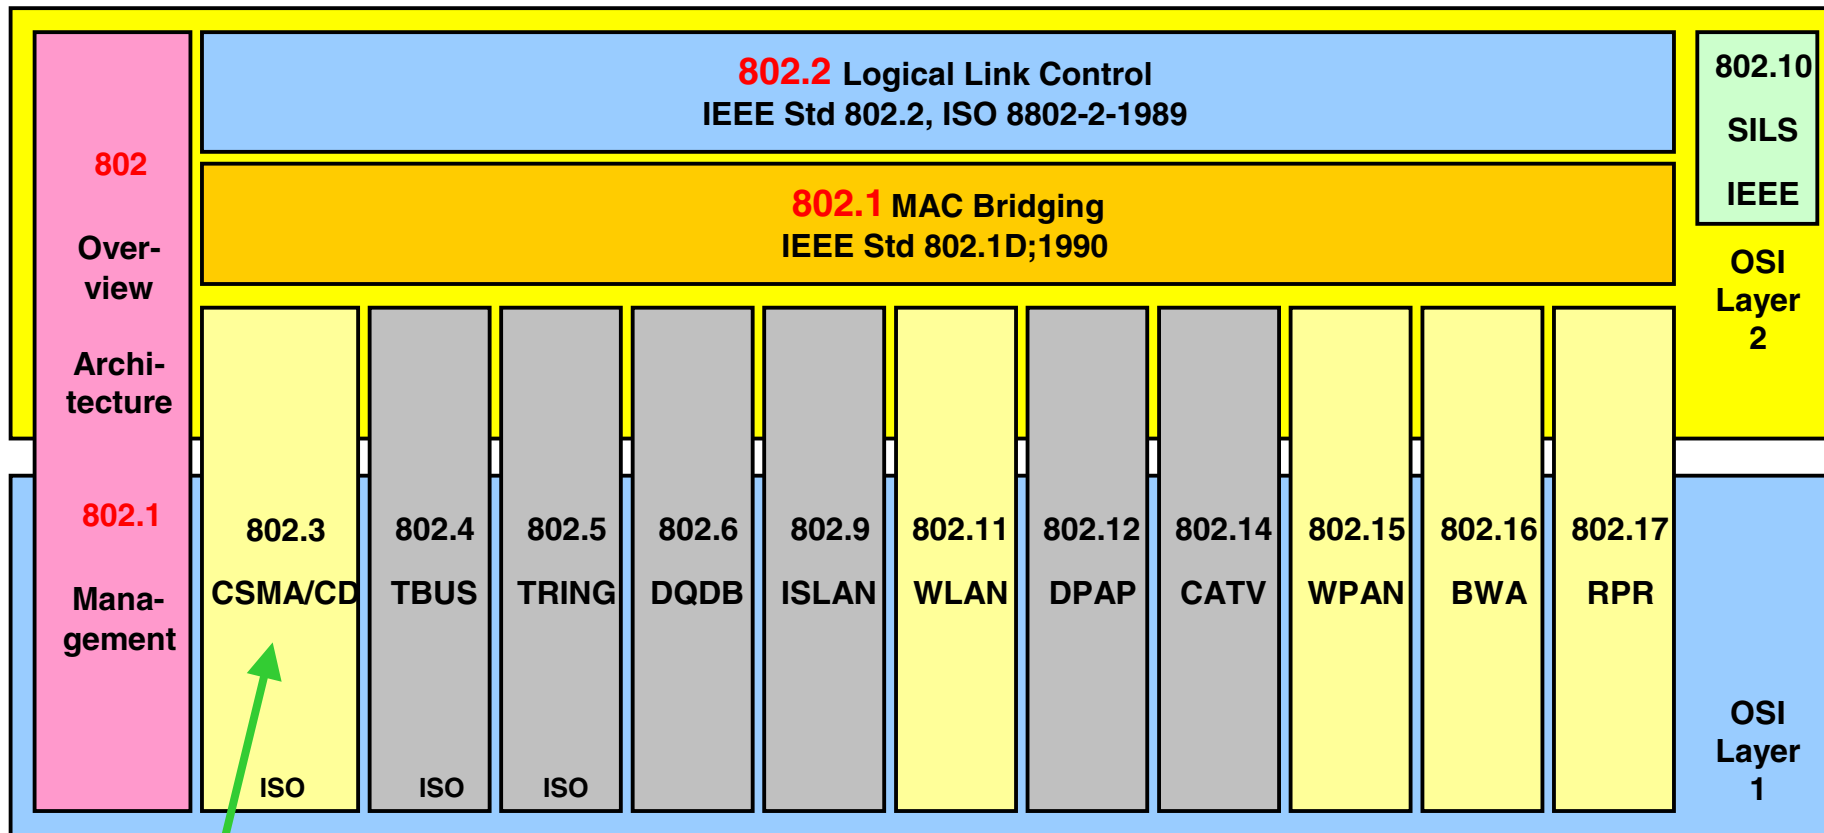 802
Over-
view
Archi-
tecture
802.1
Mana-
gement
802.2 Logical Link Control
IEEE Std 802.2, ISO 8802-2-1989
802.1 MAC Bridging
IEEE Std 802.1D;1990
802.10
SILS
IEEE
OSI
Layer
2
802.3
CSMA/CD
ISO
802.4
TBUS
ISO
802.5
TRING
ISO
802.6
DQDB
802.9
ISLAN
802.11
WLAN
802.12
DPAP
802.14
CATV
802.15
WPAN
802.16
BWA
802.17
RPR
OSI
Layer
1